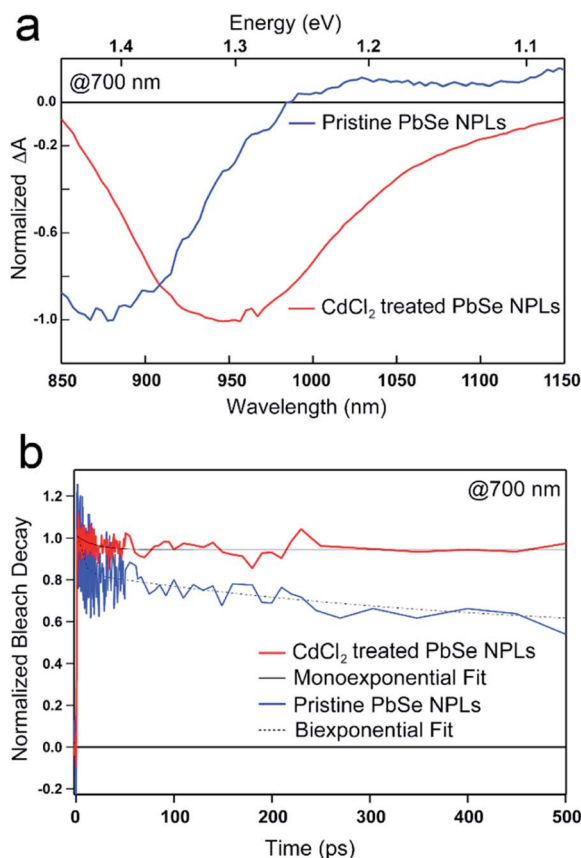 a
Energy (eV)
1.4 1.3 1.2 1.1
@700 nm
0.0
-0.2
-0.6
-1.0
Normalized ΔA
Pristine PbSe NPLs
CdCl₂ treated PbSe NPLs
850 900 950 1000 1050 1100 1150
Wavelength (nm)
b
@700 nm
1.2
1.0
0.8
0.6
0.4
0.2
0.0
-0.2
Normalized Bleach Decay
CdCl₂ treated PbSe NPLs
Monoexponential Fit
Pristine PbSe NPLs
Biexponential Fit
0 100 200 300 400 500
Time (ps)